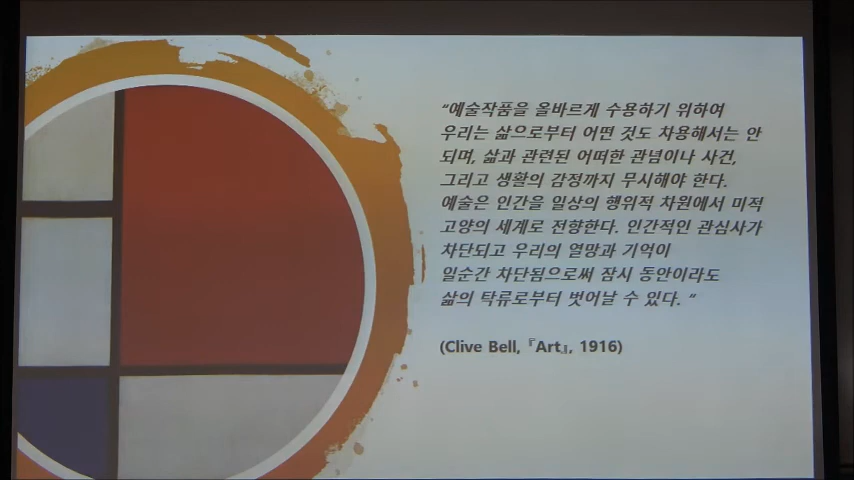 “예술작품을 올바르게 수용하기 위하여
우리는 삶으로부터 어떤 것도 차용해서는 안
되며, 삶과 관련된 어떠한 관념이나 사건,
그리고 생활의 감정까지 무시해야 한다.
예술은 인간을 일상의 행위적 차원에서 미적
고양의 세계로 전향한다. 인간적인 관심사가
차단되고 우리의 열망과 기억이
일순간 차단됨으로써 잠시 동안이라도
삶의 탁류로부터 벗어날 수 있다. “
(Clive Bell, 『Art』, 1916)